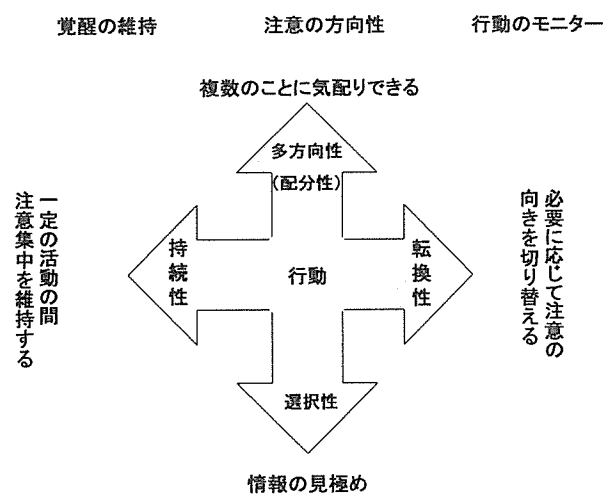 覚醒の維持
注意の方向性
行動のモニター
複数のことに気配りできる
多方向性
(配分性)
一定の活動の間
注意集中を維持する
持続性
行動
転換性
必要に応じて注意の
向きを切り替える
選択性
情報の見極め